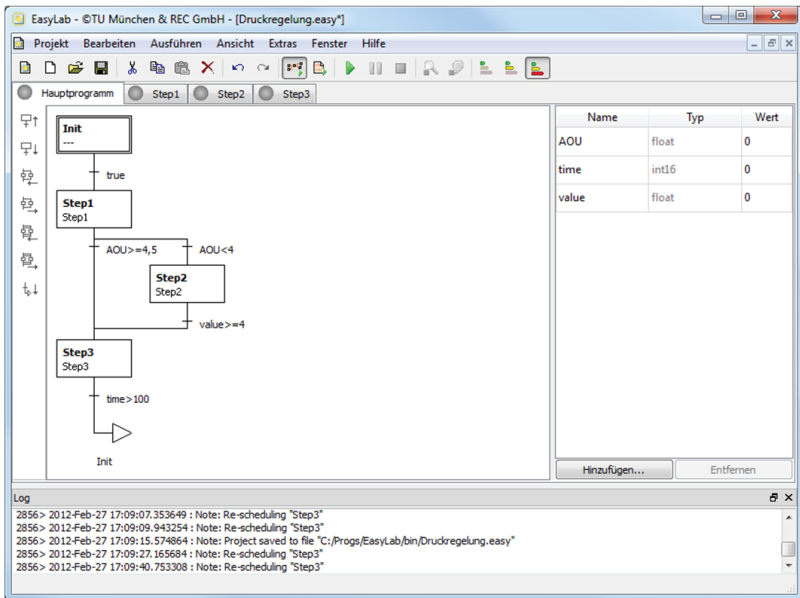 EasyLab - ©TU München & REC GmbH - [Druckregelung.easy*]
Projekt Bearbeiten Ausführen Ansicht Extras Fenster Hilfe
Hauptprogramm Step1 Step2 Step3
Init
---
true
Step1
Step1
AOU>=4,5 AOU<4
Step2
Step2
value>=4
Step3
Step3
time>100
Init
Name Typ Wert
AOU float 0
time int16 0
value float 0
Hinzufügen... Entfernen
Log
2856> 2012-Feb-27 17:09:07.353649 : Note: Re-scheduling "Step3"
2856> 2012-Feb-27 17:09:09.943254 : Note: Re-scheduling "Step3"
2856> 2012-Feb-27 17:09:15.574864 : Note: Project saved to file "C:/Progs/EasyLab/bin/Druckregelung.easy"
2856> 2012-Feb-27 17:09:27.165684 : Note: Re-scheduling "Step3"
2856> 2012-Feb-27 17:09:40.753308 : Note: Re-scheduling "Step3"